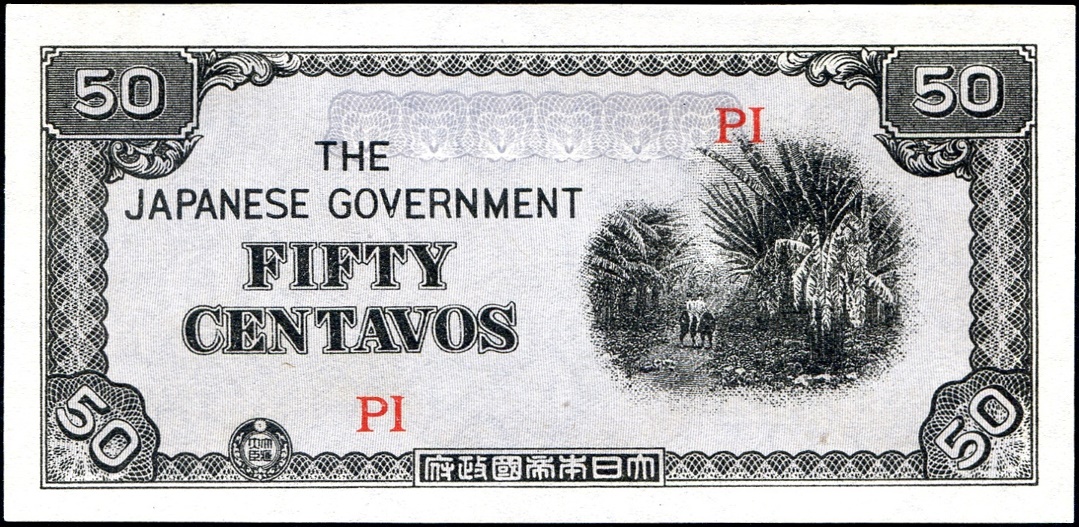 50
50
PI
THE
JAPANESE GOVERNMENT
FIFTY
CENTAVOS
PI
50
50
府政國帝本日大